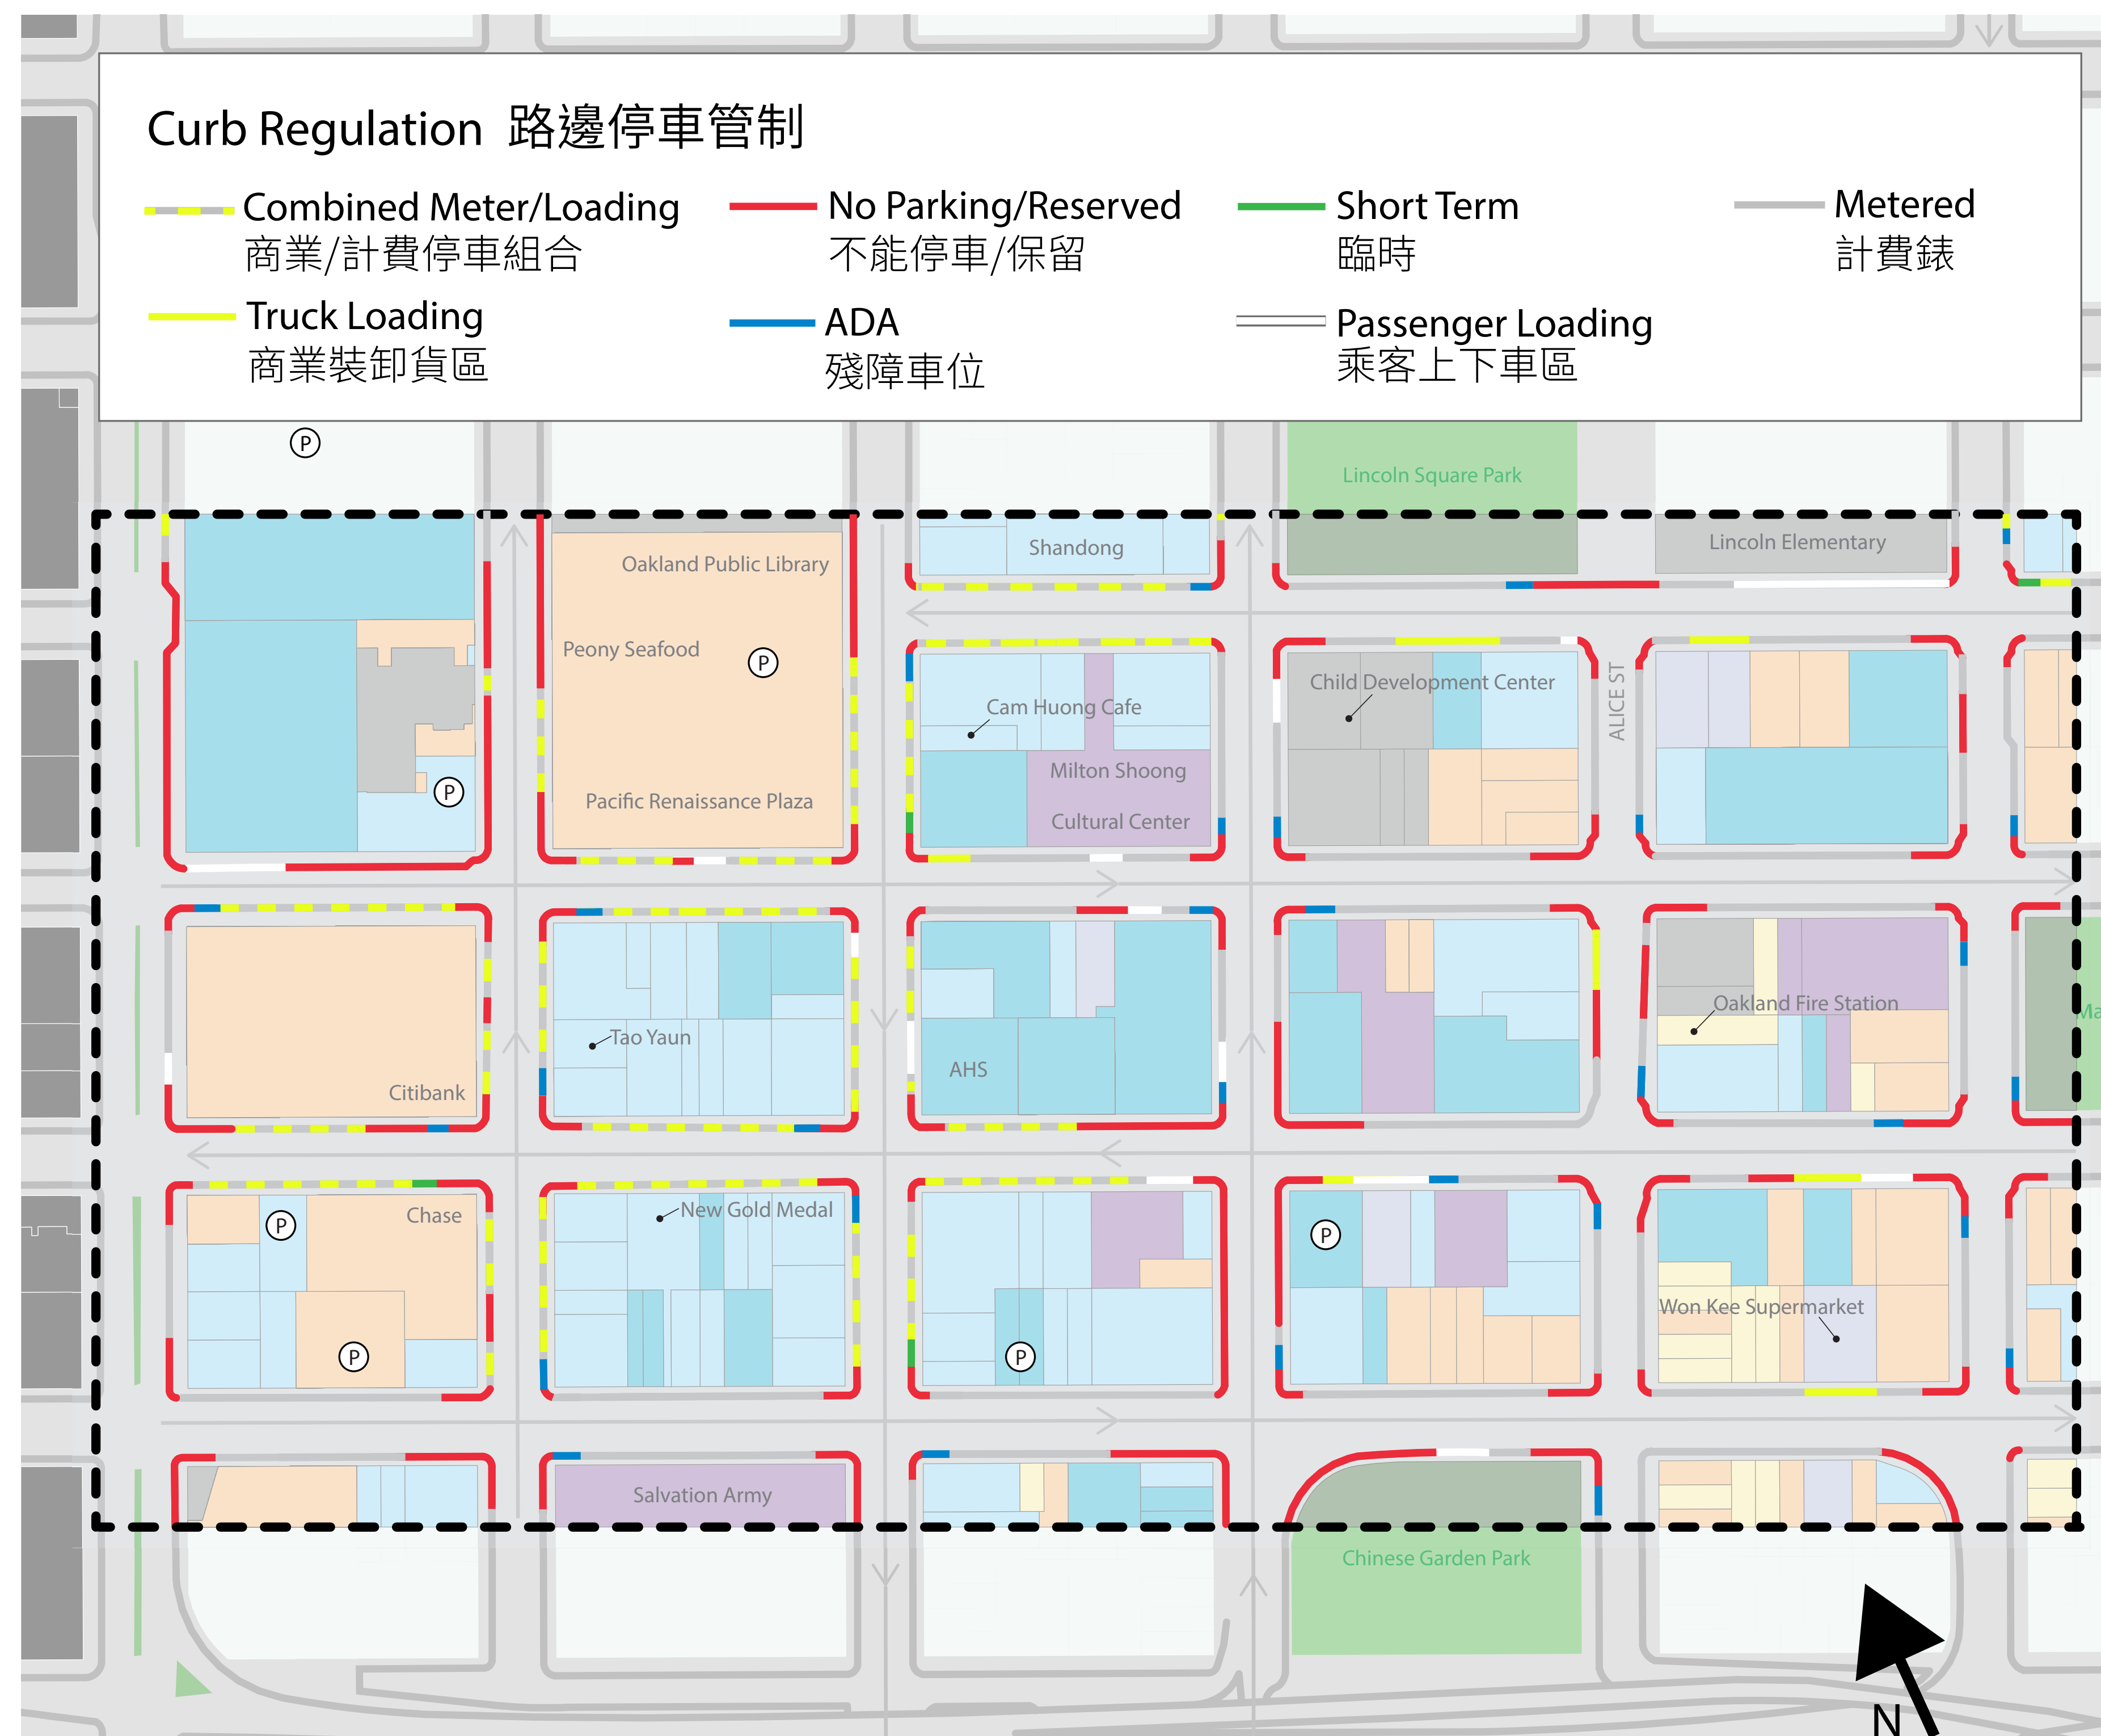 Curb Regulation 路邊停車管制
Combined Meter/Loading
商業/計費停車組合
No Parking/Reserved
不能停車/保留
Short Term
臨時
Metered
計費錶
Truck Loading
商業裝卸貨區
ADA
殘障車位
Passenger Loading
乘客上下車區
P
Lincoln Square Park
Shandong
Lincoln Elementary
Oakland Public Library
Peony Seafood
P
Pacific Renaissance Plaza
P
Cam Huong Cafe
Milton Shoong
Cultural Center
Child Development Center
ALICE ST
Citibank
Tao Yaun
AHS
Oakland Fire Station
Ma
Chase
P
P
New Gold Medal
P
P
Won Kee Supermarket
Salvation Army
Chinese Garden Park
N